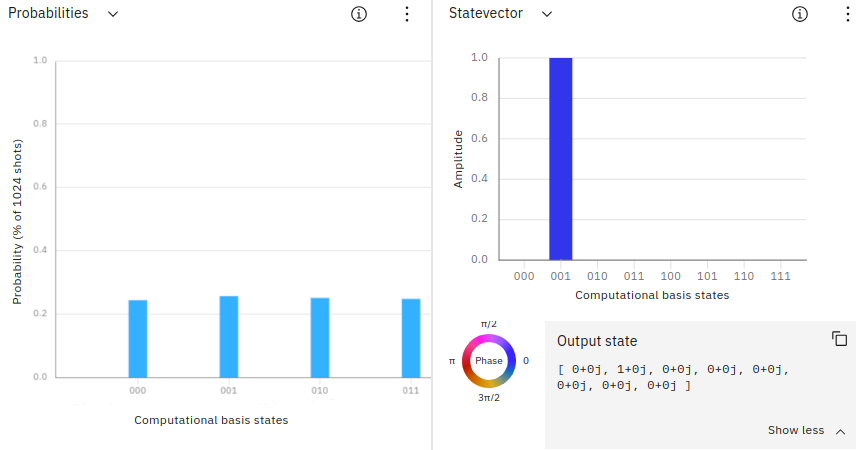 Probabilities
1.0
0.8
0.6
0.4
0.2
0.0
Probability (% of 1024 shots)
000 001 010 011
Computational basis states
Statevector
1.0
0.8
0.6
0.4
0.2
0.0
Amplitude
000 001 010 011 100 101 110 111
Computational basis states
π/2
π Phase 0
3π/2
Output state
[ 0+0j, 1+0j, 0+0j, 0+0j, 0+0j,
0+0j, 0+0j, 0+0j ]
Show less